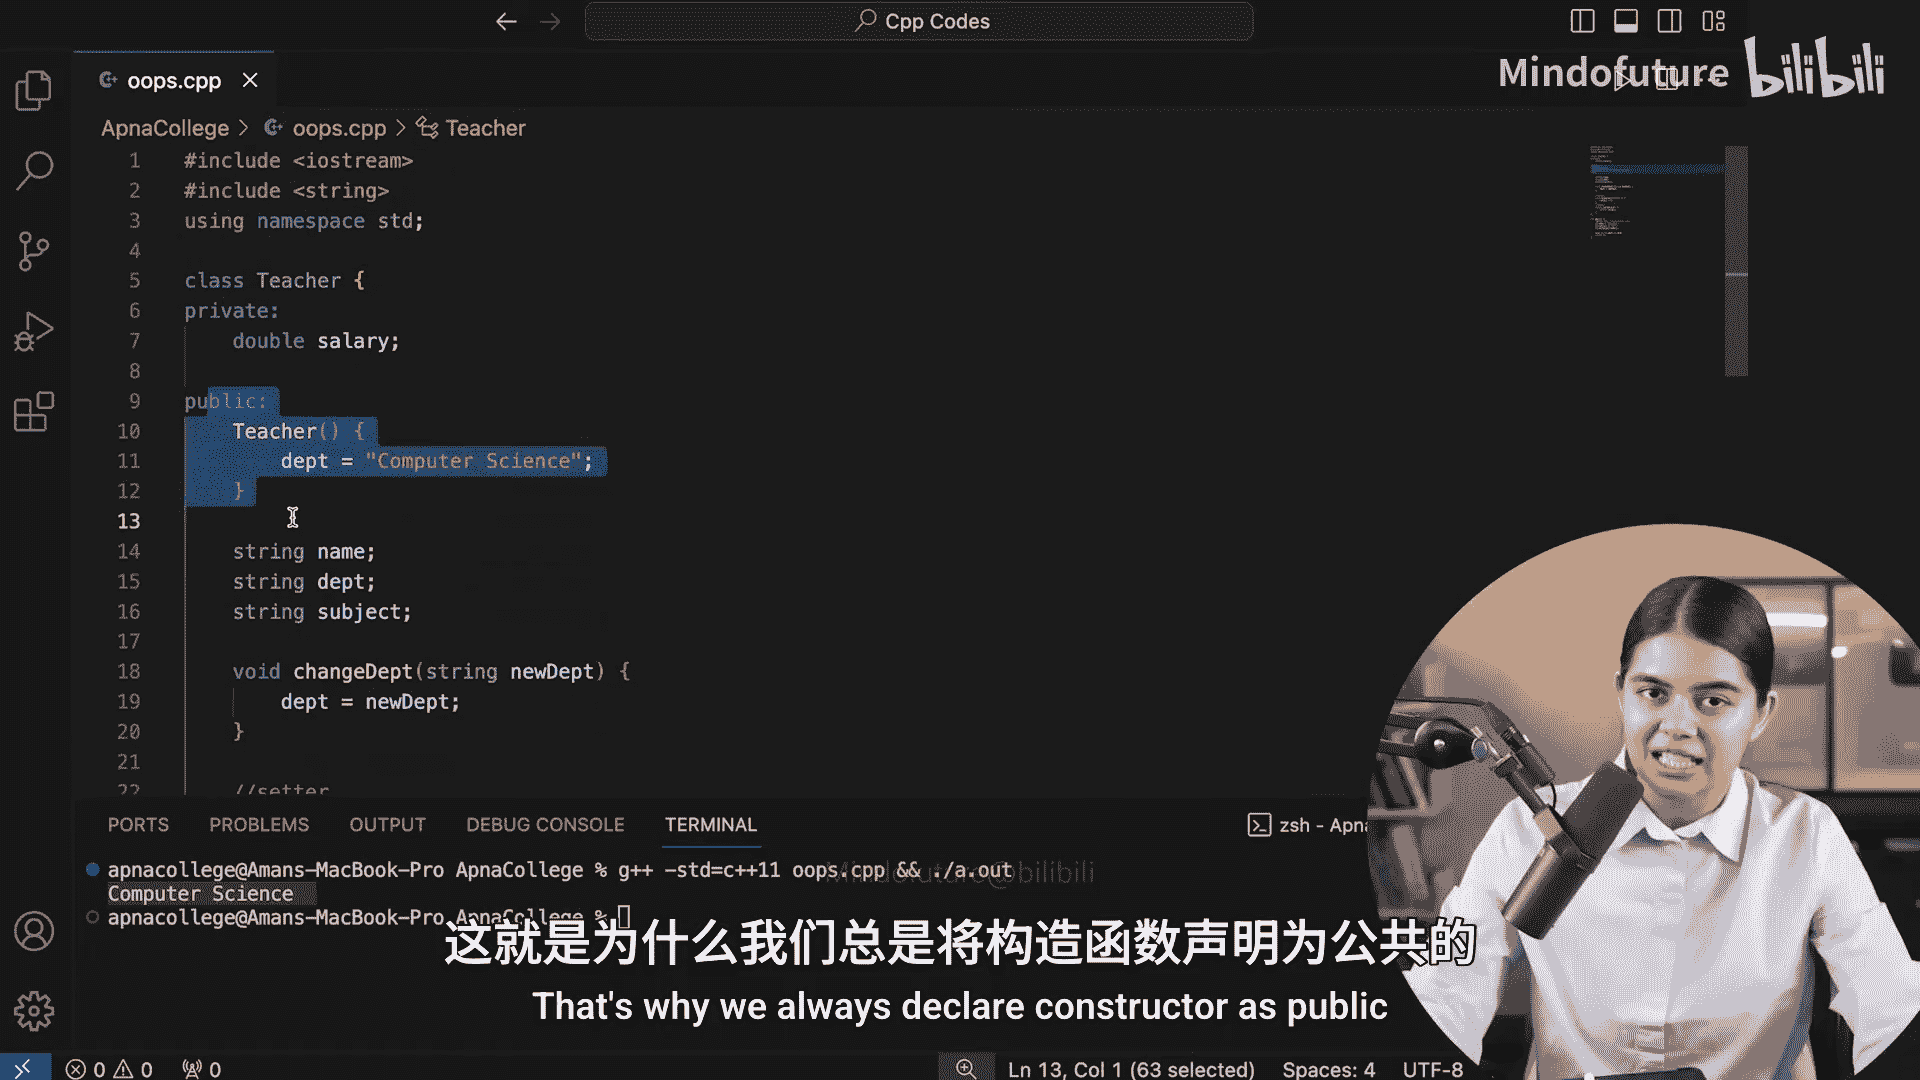 Cpp Codes
oops.cpp
Mindofuture bilibili
ApnaCollege > oops.cpp > Teacher
1 #include <iostream>
2 #include <string>
3 using namespace std;
4
5 class Teacher {
6 private:
7 double salary;
8
9 public:
10 Teacher() {
11 dept = "Computer Science";
12 }
13
14 string name;
15 string dept;
16 string subject;
17
18 void changeDept(string newDept) {
19 dept = newDept;
20 }
21
22 //setter
PORTS PROBLEMS OUTPUT DEBUG CONSOLE TERMINAL
zsh - Apna
apnacollege@Amans-MacBook-Pro ApnaCollege % g++ -std=c++11 oops.cpp && ./a.out
Mindofuture@bilibili
Computer Science
apnacollege@Amans-MacBook-Pro ApnaCollege %
这就是为什么我们总是将构造函数声明为公共的
That's why we always declare constructor as public
0 0 0
Ln 13, Col 1 (63 selected) Spaces: 4 UTF-8